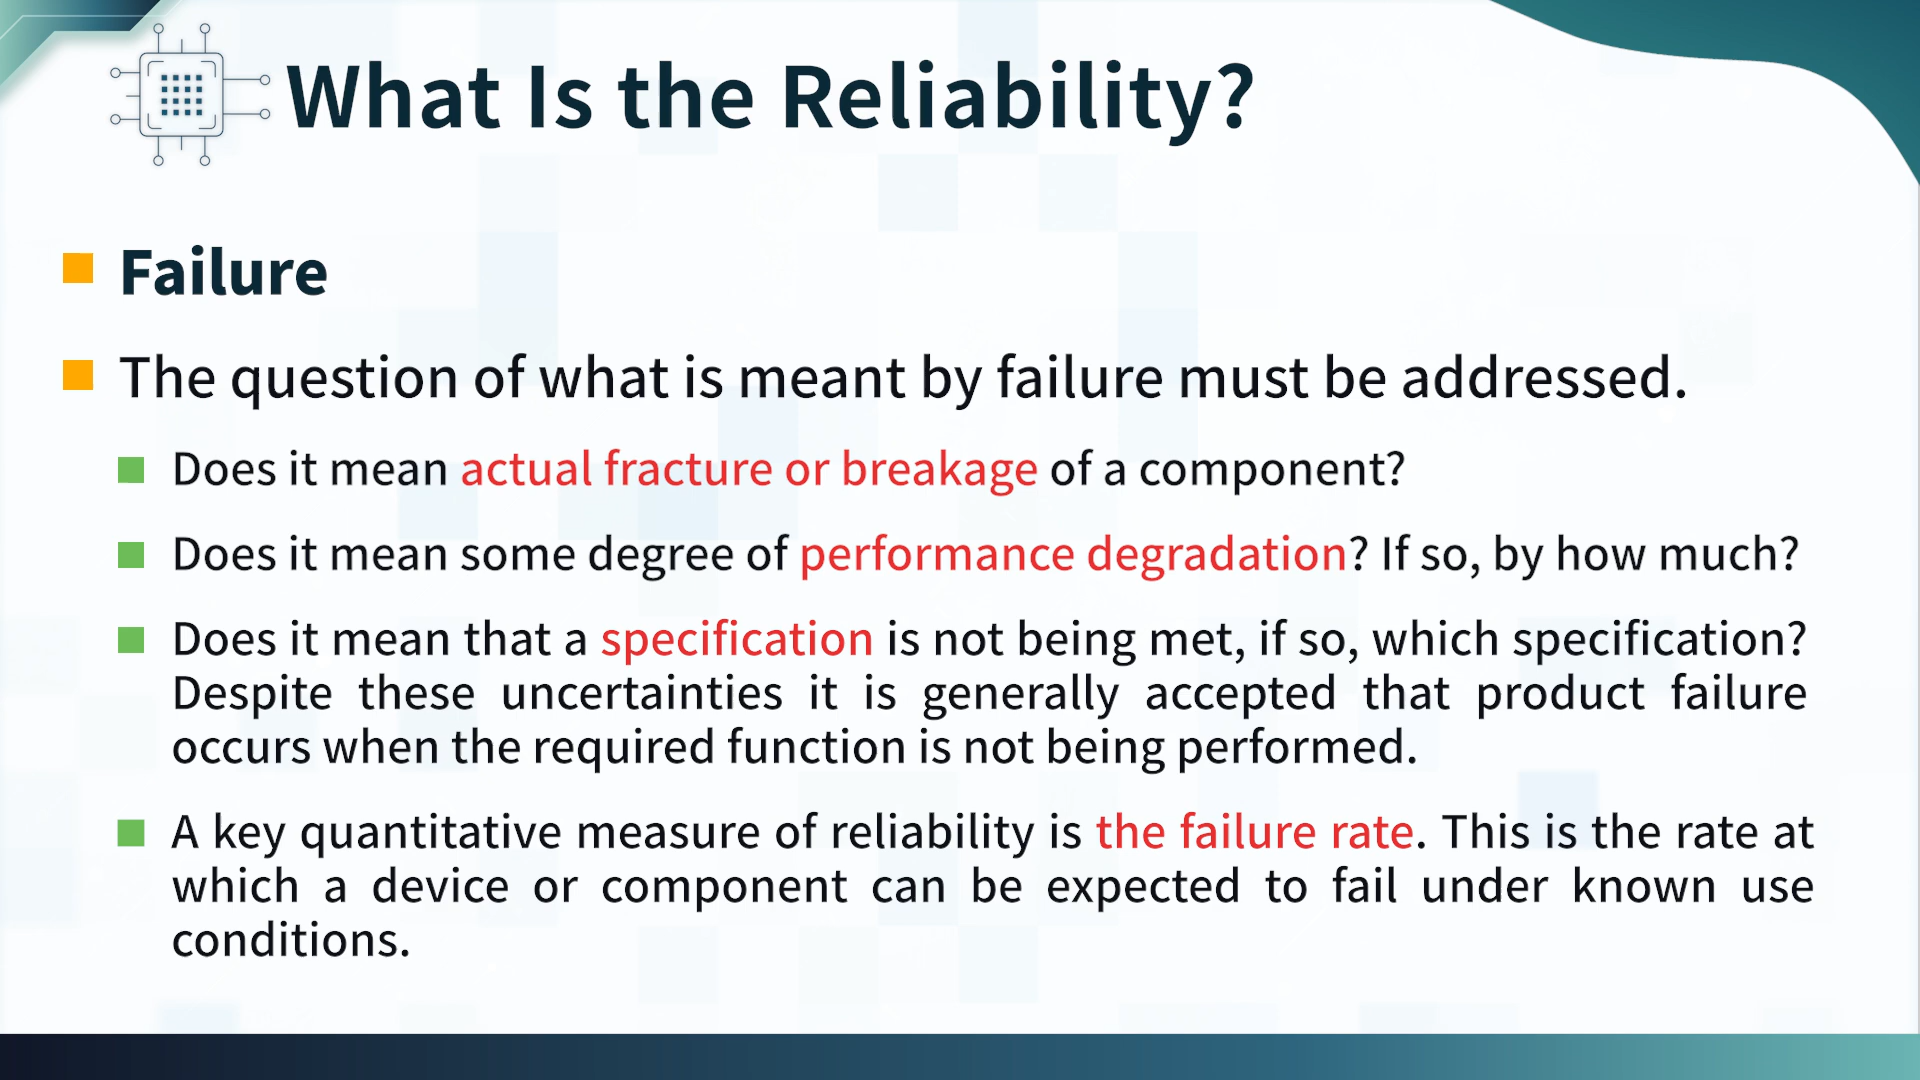 What Is the Reliability?
Failure
The question of what is meant by failure must be addressed.
Does it mean actual fracture or breakage of a component?
Does it mean some degree of performance degradation? If so, by how much?
Does it mean that a specification is not being met, if so, which specification?
Despite these uncertainties it is generally accepted that product failure
occurs when the required function is not being performed.
A key quantitative measure of reliability is the failure rate. This is the rate at
which a device or component can be expected to fail under known use
conditions.